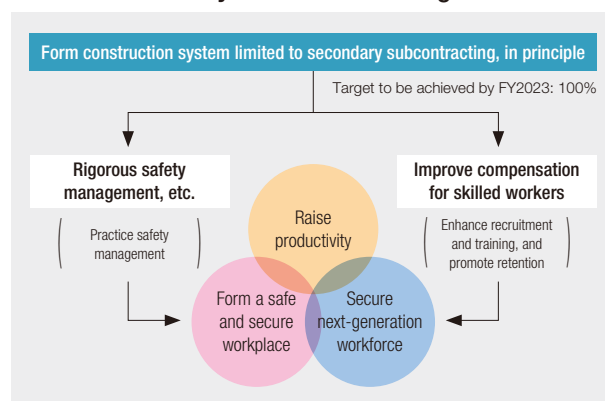 Form construction system limited to secondary subcontracting, in principle
Target to be achieved by FY2023: 100%
Rigorous safety
management, etc.
Practice safety
management
Improve compensation
for skilled workers
Enhance recruitment
and training, and
promote retention
Raise
productivity
Form a safe
and secure
workplace
Secure
next-generation
workforce